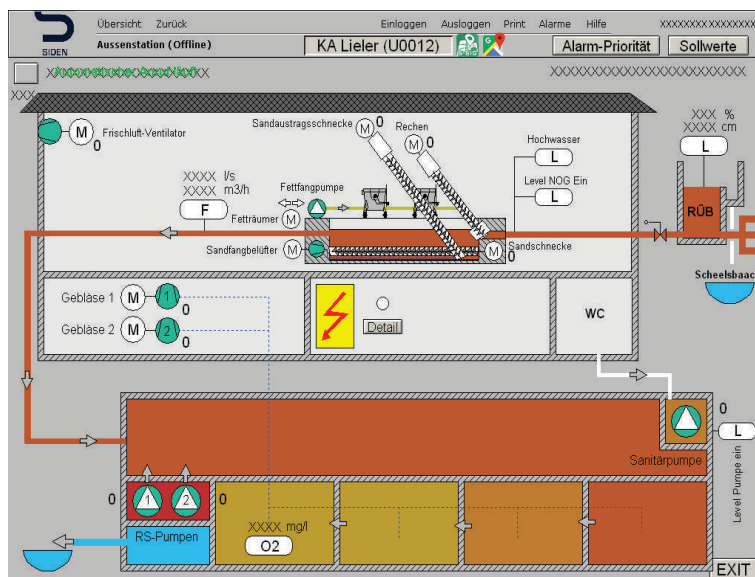 SIDEN
Übersicht Zurück
Einloggen Ausloggen Print Alarme Hilfe
XXXXXXXXXXXXXXX
Aussenstation (Offline)
KA Lieler (U0012)
Alarm-Priorität
Sollwerte
XXXXXXXXXXXXXXXXXXXXXXXX
XXX
XXX %
XXXX cm
L
RÜB
Scheelsbaac
M
0
Frischluft-Ventilator
Sandaustragsschnecke
M
0
Rechen
M
0
Hochwasser
L
Level NOG Ein
L
XXXX l/s
XXXX m3/h
F
Fettfangpumpe
Fetträumer
M
Sandfangbelüfter
M
Sandschnecke
0
Gebläse 1
M
1
0
Gebläse 2
M
2
0
Detail
WC
0
L
Sanitärpumpe
Level Pumpe ein
0
1
2
0
RS-Pumpen
XXXX mg/l
O2
EXIT